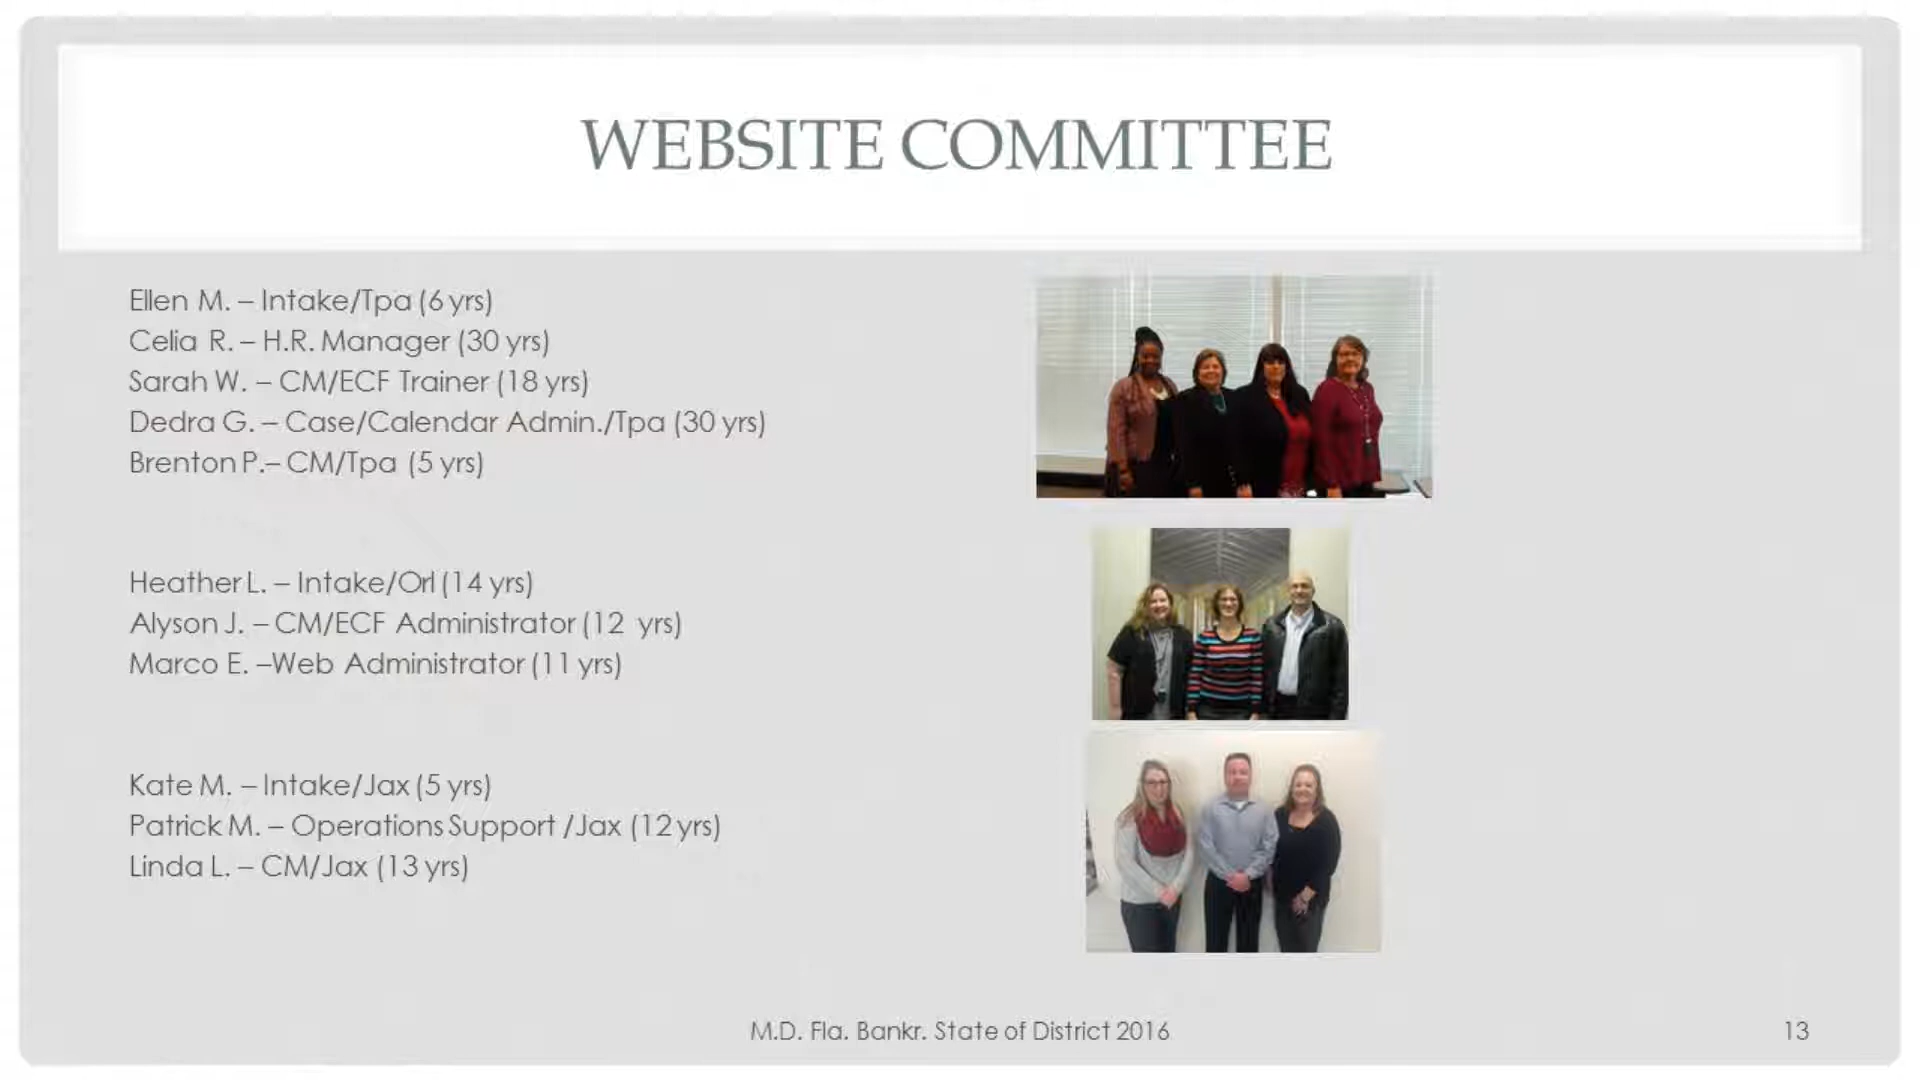 WEBSITE COMMITTEE
Ellen M. – Intake/Tpa (6 yrs)
Celia R. – H.R. Manager (30 yrs)
Sarah W. – CM/ECF Trainer (18 yrs)
Dedra G. – Case/Calendar Admin./Tpa (30 yrs)
Brenton P.– CM/Tpa (5 yrs)
Heather L. – Intake/Orl (14 yrs)
Alyson J. – CM/ECF Administrator (12 yrs)
Marco E. –Web Administrator (11 yrs)
Kate M. – Intake/Jax (5 yrs)
Patrick M. – Operations Support /Jax (12 yrs)
Linda L. – CM/Jax (13 yrs)
M.D. Fla. Bankr. State of District 2016
13